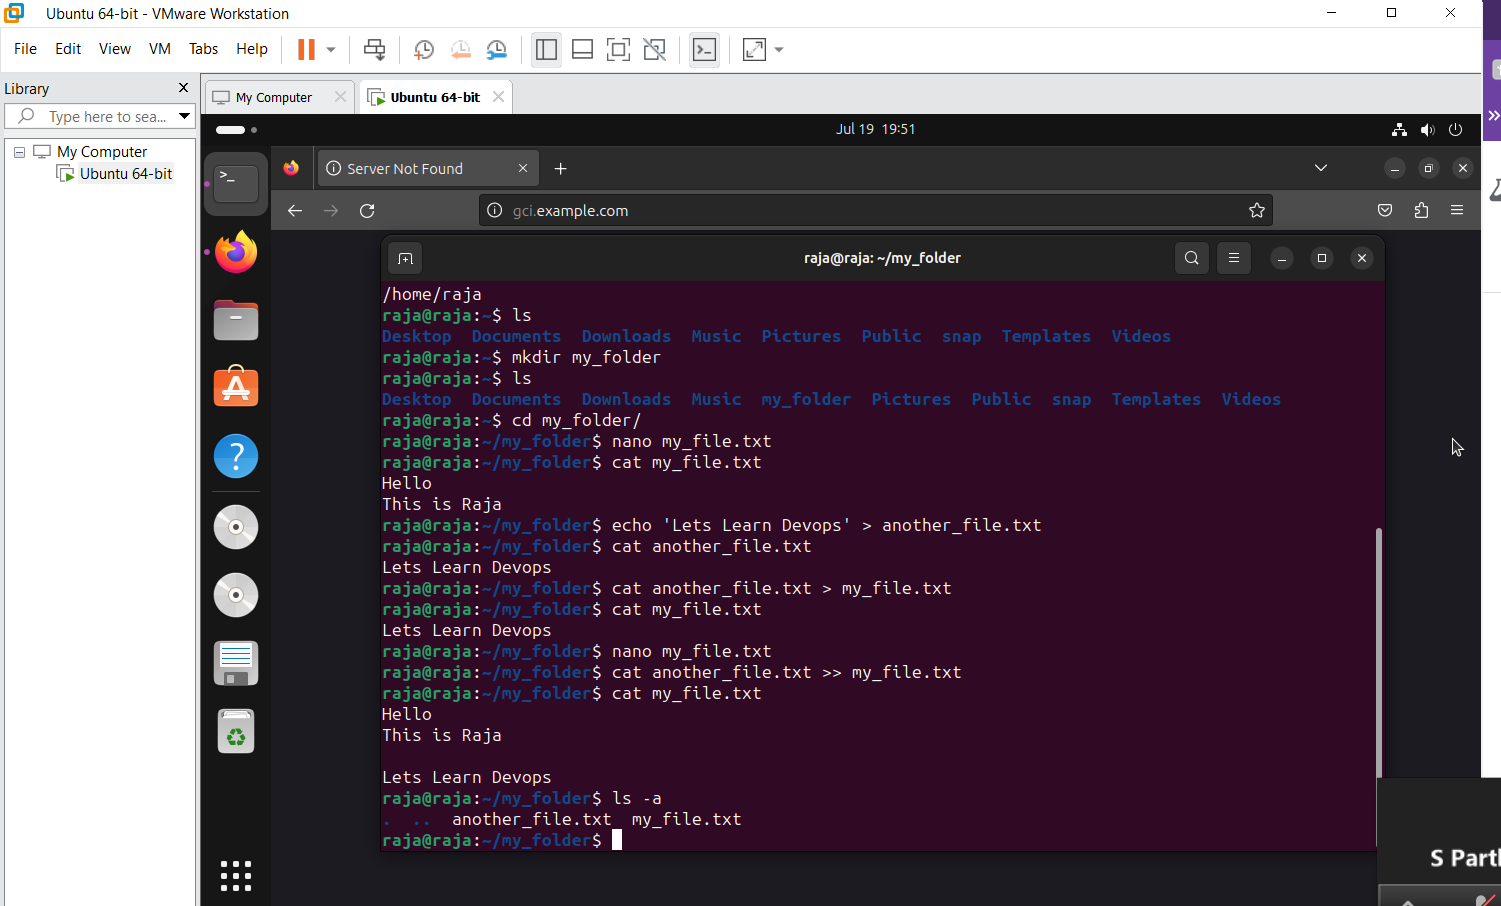 Ubuntu 64-bit - VMware Workstation
File Edit View VM Tabs Help
Library
Type here to sea...
My Computer
Ubuntu 64-bit
My Computer
Ubuntu 64-bit
Jul 19 19:51
Server Not Found
gci.example.com
raja@raja: ~/my_folder
/home/raja
raja@raja:~$ ls
Desktop Documents Downloads Music Pictures Public snap Templates Videos
raja@raja:~$ mkdir my_folder
raja@raja:~$ ls
Desktop Documents Downloads Music my_folder Pictures Public snap Templates Videos
raja@raja:~$ cd my_folder/
raja@raja:~/my_folder$ nano my_file.txt
raja@raja:~/my_folder$ cat my_file.txt
Hello
This is Raja
raja@raja:~/my_folder$ echo 'Lets Learn Devops' > another_file.txt
raja@raja:~/my_folder$ cat another_file.txt
Lets Learn Devops
raja@raja:~/my_folder$ cat another_file.txt > my_file.txt
raja@raja:~/my_folder$ cat my_file.txt
Lets Learn Devops
raja@raja:~/my_folder$ nano my_file.txt
raja@raja:~/my_folder$ cat another_file.txt >> my_file.txt
raja@raja:~/my_folder$ cat my_file.txt
Hello
This is Raja
Lets Learn Devops
raja@raja:~/my_folder$ ls -a
. .. another_file.txt my_file.txt
raja@raja:~/my_folder$
S